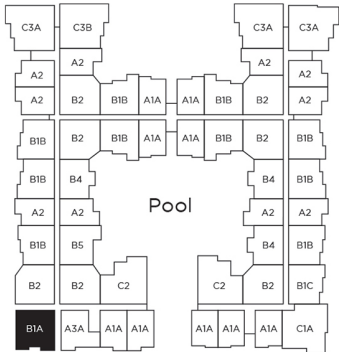 C3A C3B C3A C3A
A2 A2 A2 A2
A2 B2 B1B A1A A1A B1B B2 A2
B1B B2 B1B A1A A1A B1B B2 B1B
B1B B4 B4 B1B
A2 A2 Pool A2 A2
B1B B5 B4 B1B
B2 B2 C2 C2 B2 B1C
B1A A3A A1A A1A A1A A1A A1A C1A